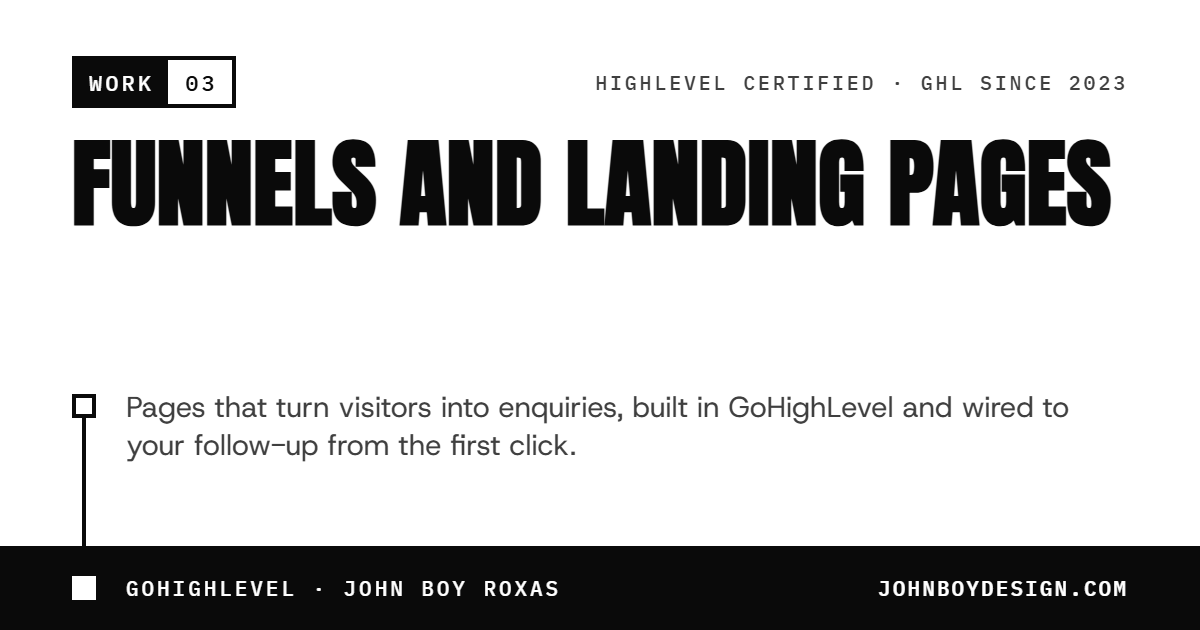 WORK 03
HIGHLEVEL CERTIFIED · GHL SINCE 2023
FUNNELS AND LANDING PAGES
Pages that turn visitors into enquiries, built in GoHighLevel and wired to
your follow-up from the first click.
GOHIGHLEVEL · JOHN BOY ROXAS
JOHNBOYDESIGN.COM